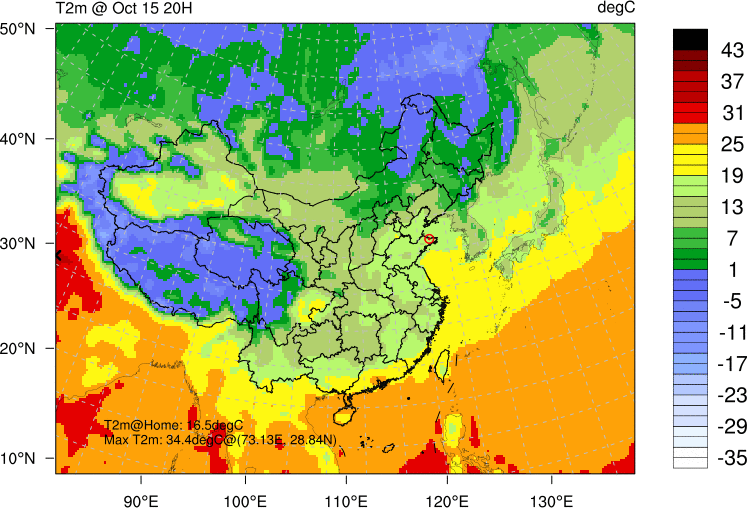 T2m @ Oct 15 20H
degC
50°N
40°N
30°N
20°N
10°N
T2m@Home: 16.5degC
Max T2m: 34.4degC@(73.13E, 28.84N)
90°E
100°E
110°E
120°E
130°E
43
37
31
25
19
13
7
1
-5
-11
-17
-23
-29
-35